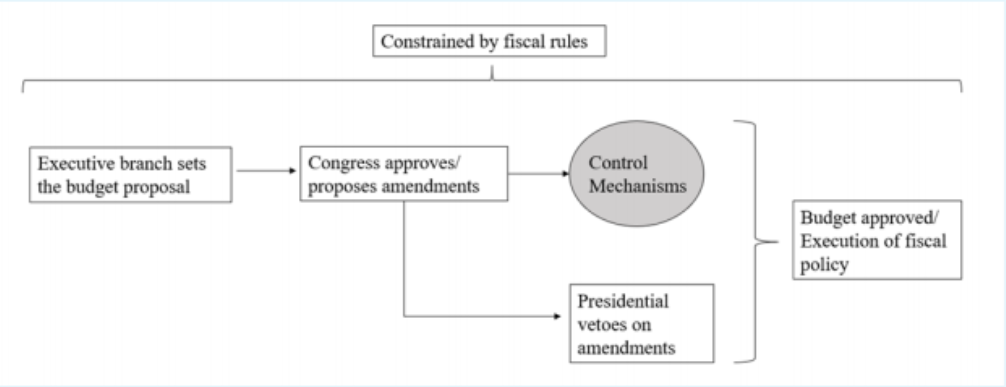 Constrained by fiscal rules
Executive branch sets
the budget proposal
Congress approves/
proposes amendments
Control
Mechanisms
Presidential
vetoes on
amendments
Budget approved/
Execution of fiscal
policy